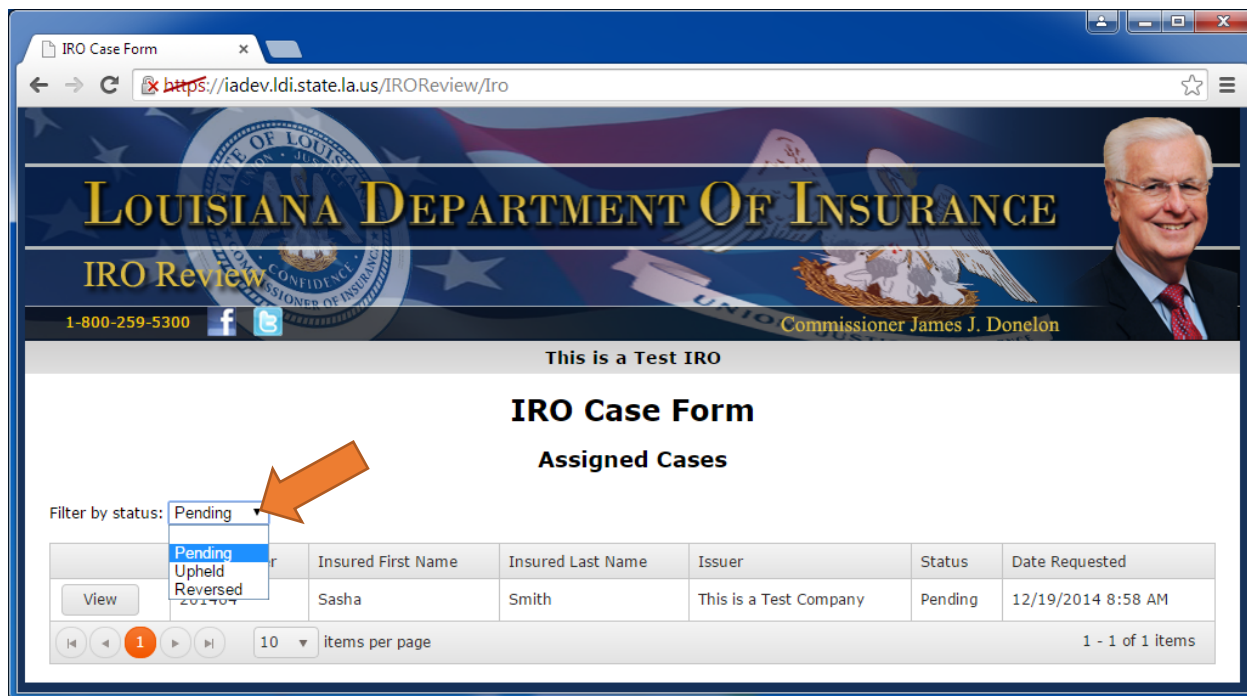 IRO Case Form
https://iadev.ldi.state.la.us/IROReview/Iro
LOUISIANA DEPARTMENT OF INSURANCE
IRO Review
1-800-259-5300
Commissioner James J. Donelon
This is a Test IRO
IRO Case Form
Assigned Cases
Filter by status: Pending
Pending
Upheld
Reversed
Insured First Name Insured Last Name Issuer Status Date Requested
View Sasha Smith This is a Test Company Pending 12/19/2014 8:58 AM
1 10 items per page 1 - 1 of 1 items